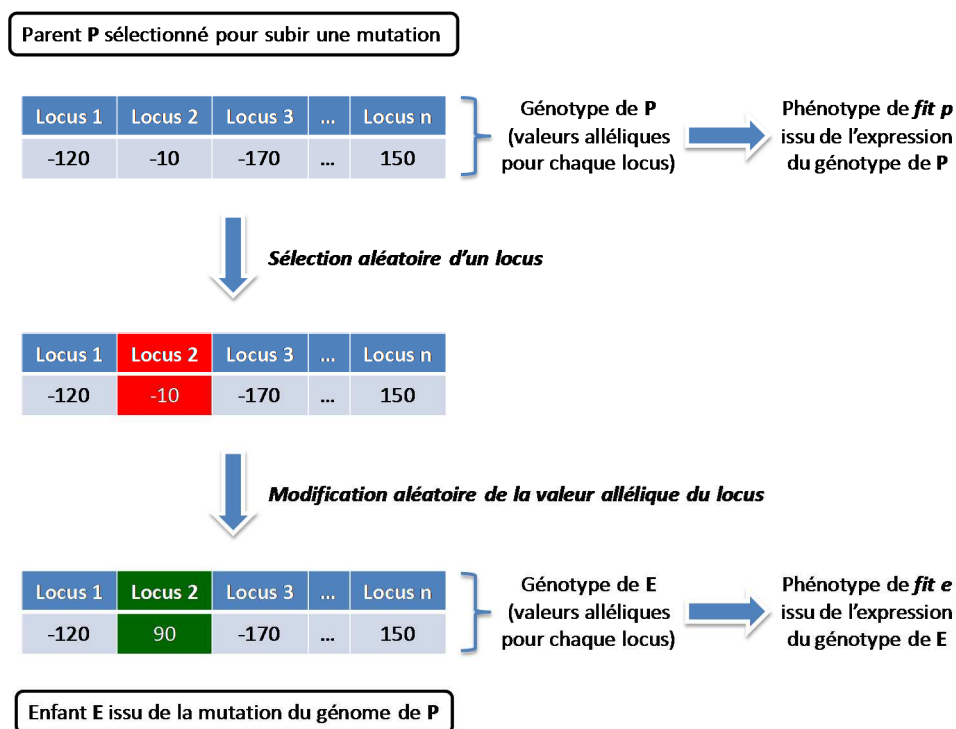 Parent P sélectionné pour subir une mutation
Locus 1 Locus 2 Locus 3 ... Locus n
-120 -10 -170 ... 150
Génotype de P
(valeurs alléliques
pour chaque locus)
Phénotype de fit p
issu de l'expression
du génotype de P
Sélection aléatoire d'un locus
Locus 1 Locus 2 Locus 3 ... Locus n
-120 -10 -170 ... 150
Modification aléatoire de la valeur allélique du locus
Locus 1 Locus 2 Locus 3 ... Locus n
-120 90 -170 ... 150
Génotype de E
(valeurs alléliques
pour chaque locus)
Phénotype de fit e
issu de l'expression
du génotype de E
Enfant E issu de la mutation du génome de P